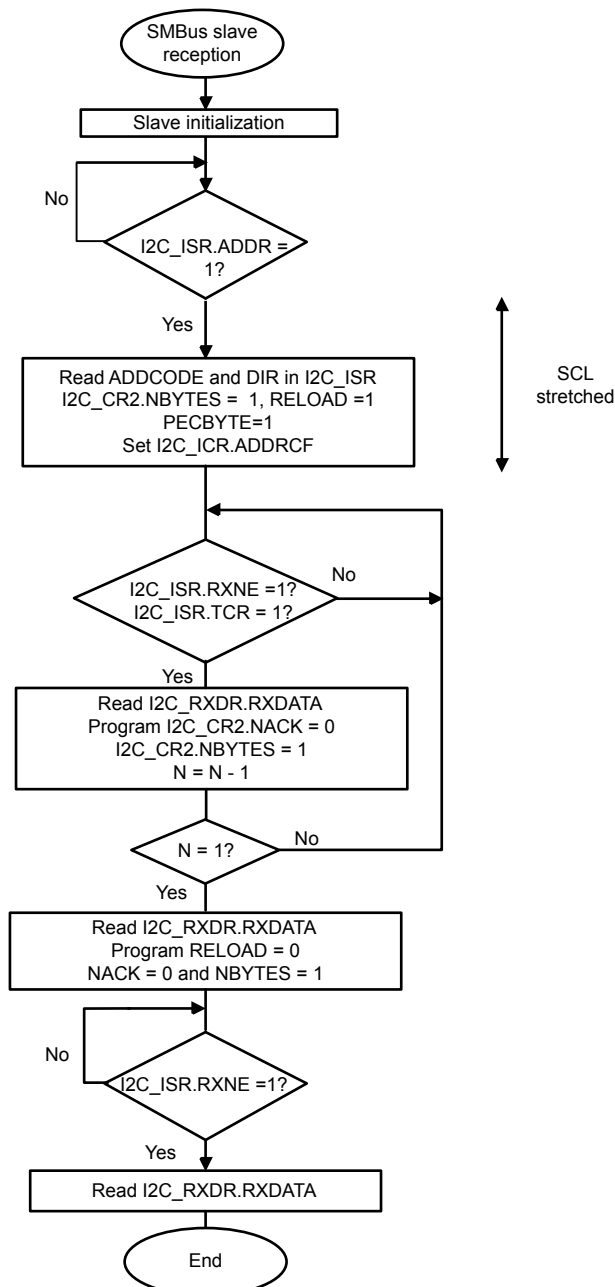 SMBus slave
reception
Slave initialization
No
I2C_ISR.ADDR =
1?
Yes
SCL
stretched
Read ADDCODE and DIR in I2C_ISR
I2C_CR2.NBYTES = 1, RELOAD =1
PECBYTE=1
Set I2C_ICR.ADDRCF
I2C_ISR.RXNE =1?
I2C_ISR.TCR = 1?
No
Yes
Read I2C_RXDR.RXDATA
Program I2C_CR2.NACK = 0
I2C_CR2.NBYTES = 1
N = N - 1
N = 1?
No
Yes
Read I2C_RXDR.RXDATA
Program RELOAD = 0
NACK = 0 and NBYTES = 1
No
I2C_ISR.RXNE =1?
Yes
Read I2C_RXDR.RXDATA
End